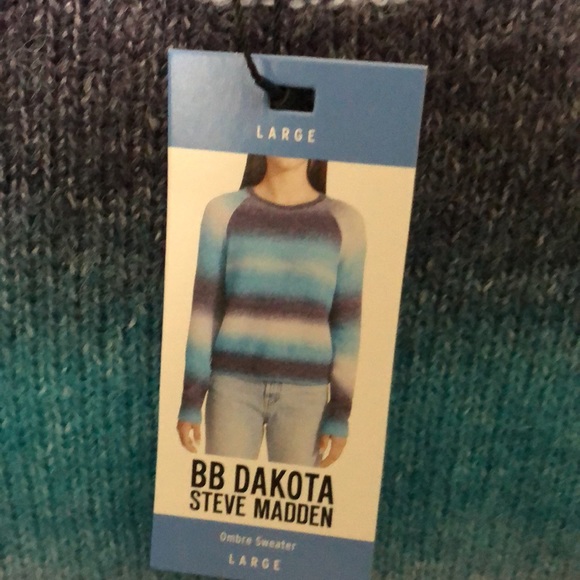 LARGE
BB DAKOTA
STEVE MADDEN
Ombre Sweater
LARGE